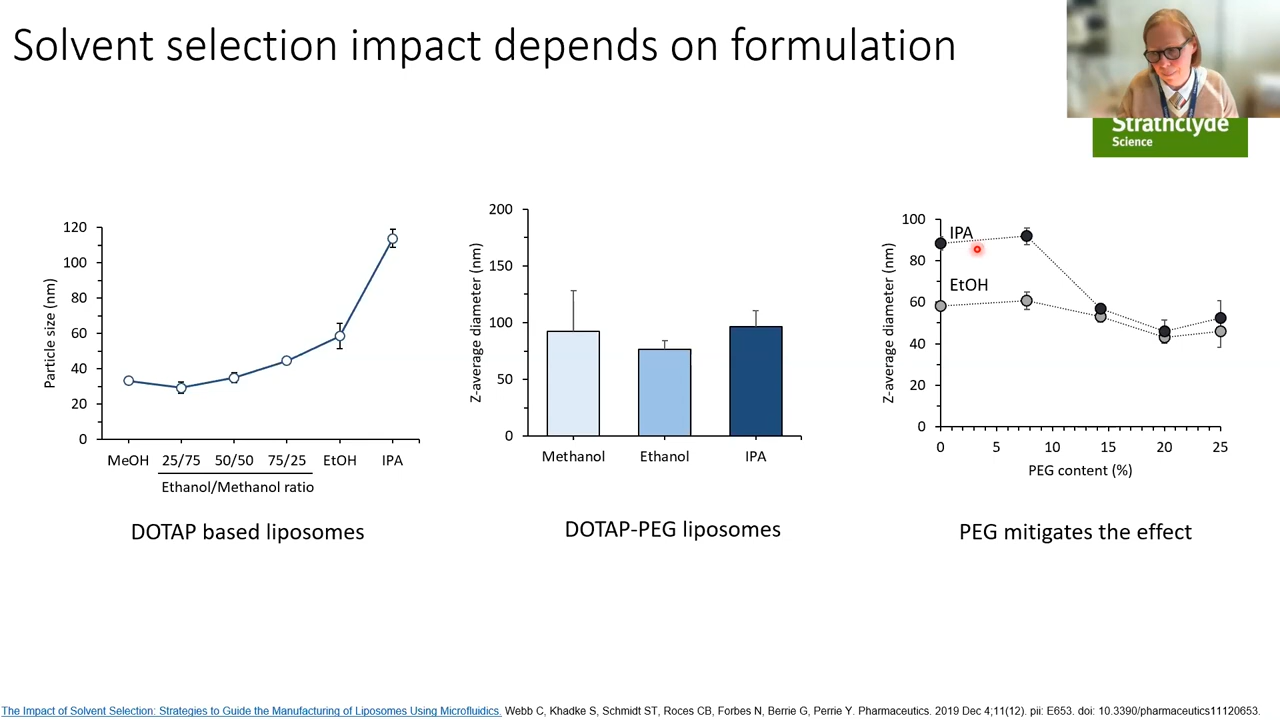 Solvent selection impact depends on formulation
Strathclyde
Science
Particle size (nm)
120
100
80
60
40
20
0
MeOH 25/75 50/50 75/25 EtOH IPA
Ethanol/Methanol ratio
DOTAP based liposomes
Z-average diameter (nm)
200
150
100
50
0
Methanol Ethanol IPA
DOTAP-PEG liposomes
Z-average diameter (nm)
100
80
60
40
20
0
IPA
EtOH
0 5 10 15 20 25
PEG content (%)
PEG mitigates the effect
The Impact of Solvent Selection: Strategies to Guide the Manufacturing of Liposomes Using Microfluidics. Webb C, Khadke S, Schmidt ST, Roces CB, Forbes N, Berrie G, Perrie Y. Pharmaceutics. 2019 Dec 4;11(12). pii: E653. doi: 10.3390/pharmaceutics11120653.